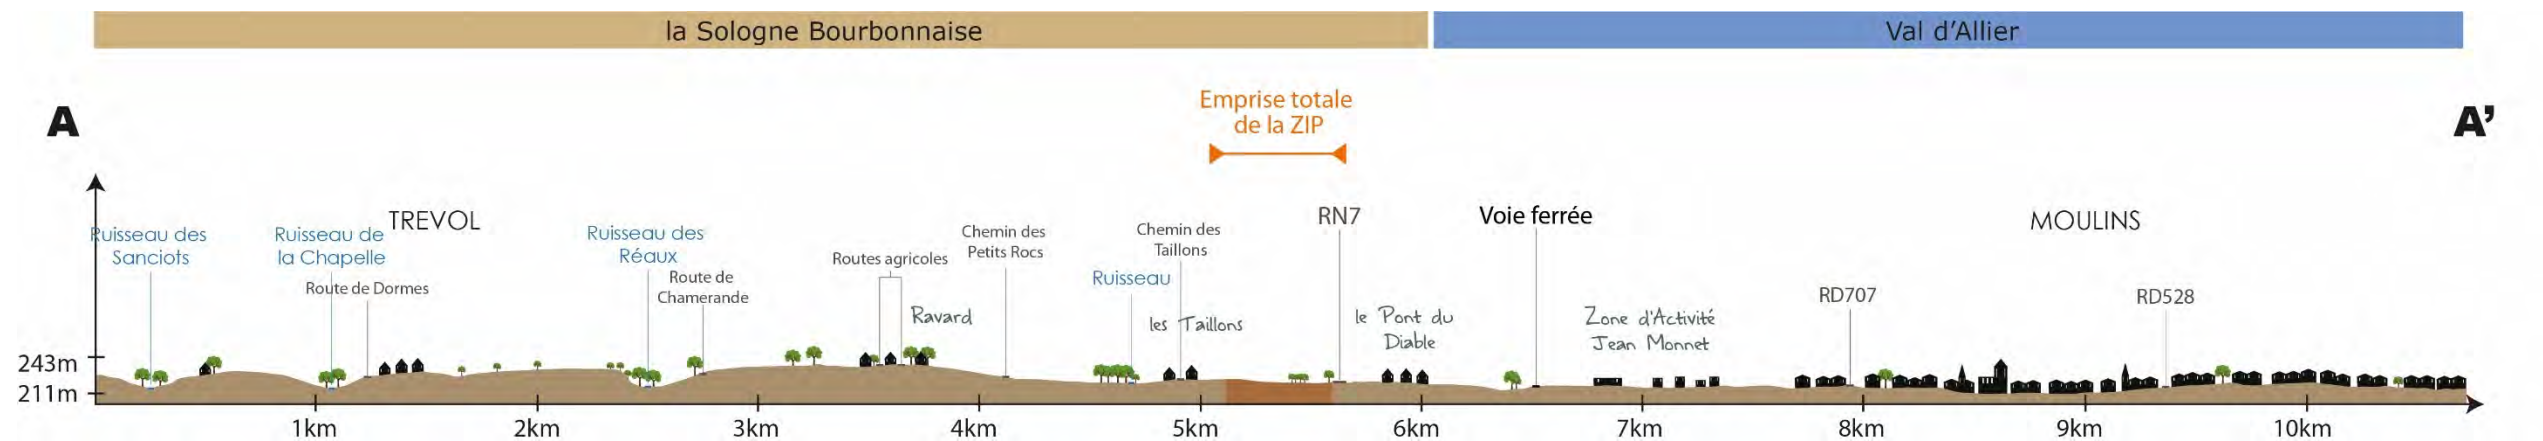 la Sologne Bourbonnaise
Val d'Allier
Emprise totale
de la ZIP
A
A’
TREVOL
MOULINS
Ruisseau des
Sanciots
Ruisseau de
la Chapelle
Route de Dormes
Ruisseau des
Réaux
Route de
Chamerande
Routes agricoles
Ravard
Chemin des
Petits Rocs
Ruisseau
Chemin des
Taillons
les Taillons
RN7
le Pont du
Diable
Voie ferrée
Zone d'Activité
Jean Monnet
RD707
RD528
243m
211m
1km
2km
3km
4km
5km
6km
7km
8km
9km
10km